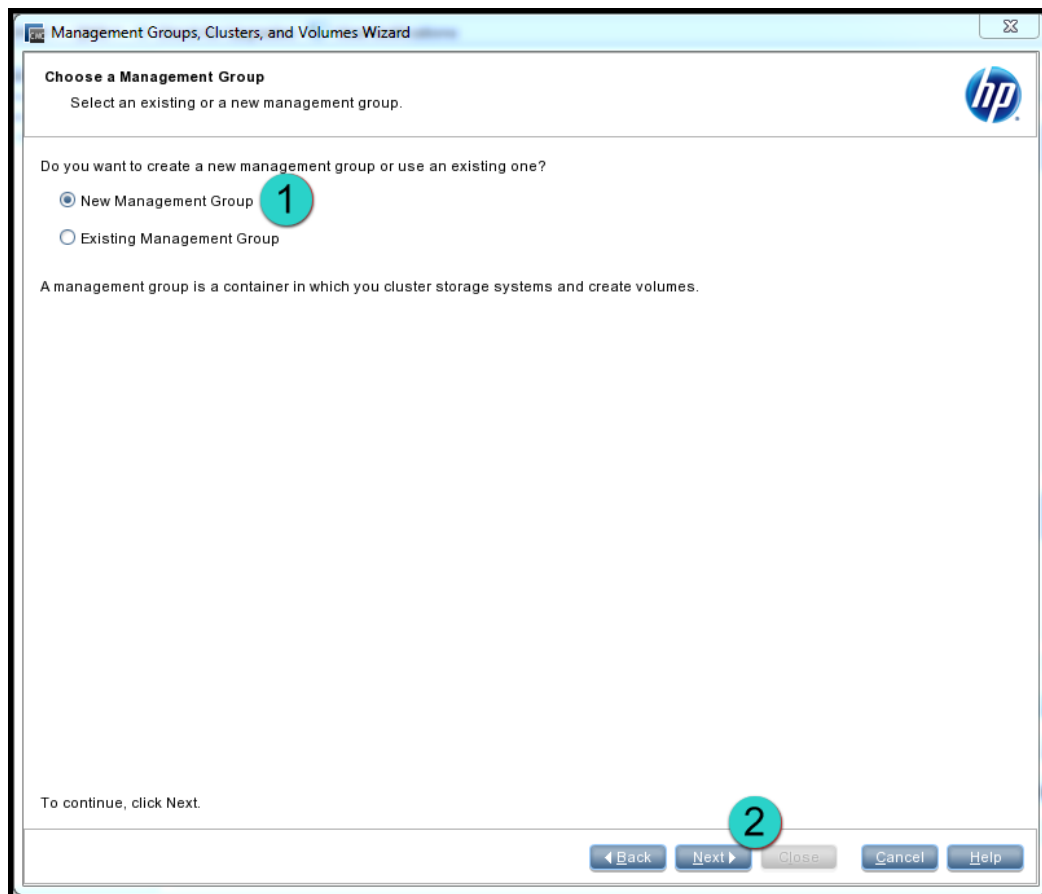 CMC Management Groups, Clusters, and Volumes Wizard
Choose a Management Group
Select an existing or a new management group.
hp
Do you want to create a new management group or use an existing one?
New Management Group 1
Existing Management Group
A management group is a container in which you cluster storage systems and create volumes.
To continue, click Next.
2
Back Next Close Cancel Help